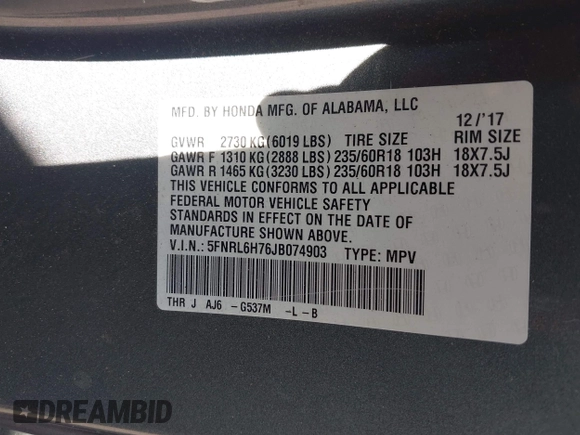 MFD. BY HONDA MFG. OF ALABAMA, LLC
12/'17
GVWR 2730 KG(6019 LBS) TIRE SIZE RIM SIZE
GAWR F 1310 KG(2888 LBS) 235/60R18 103H 18X7.5J
GAWR R 1465 KG(3230 LBS) 235/60R18 103H 18X7.5J
THIS VEHICLE CONFORMS TO ALL APPLICABLE
FEDERAL MOTOR VEHICLE SAFETY
STANDARDS IN EFFECT ON THE DATE OF
MANUFACTURE SHOWN ABOVE.
V.I.N.: 5FNRL6H76JB074903 TYPE: MPV
THR J AJ6 – G537M –L – B
DREAMBID